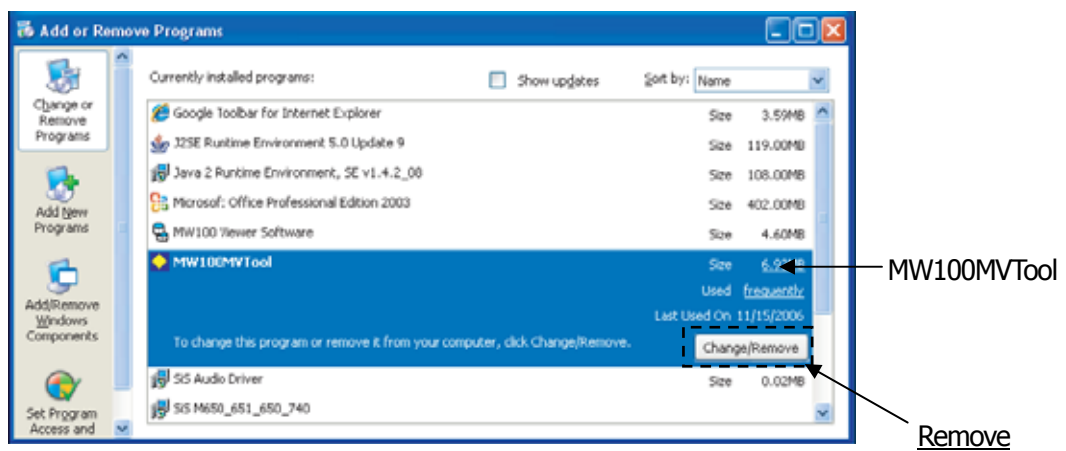 Add or Remove Programs
Change or
Remove
Programs
Add New
Programs
Add/Remove
Windows
Components
Set Program
Access and
Currently installed programs:
Show updates
Sort by: Name
Google Toolbar for Internet Explorer Size 3.59MB
J2SE Runtime Environment 5.0 Update 9 Size 119.00MB
Java 2 Runtime Environment, SE v1.4.2_08 Size 108.00MB
Microsoft Office Professional Edition 2003 Size 402.00MB
MW100 Viewer Software Size 4.60MB
MW100MVTool Size
Used frequently
Last Used On 11/15/2006
To change this program or remove it from your computer, click Change/Remove.
Change/Remove
SiS Audio Driver Size 0.02MB
SiS M650_651_650_740
MW100MVTool
Remove